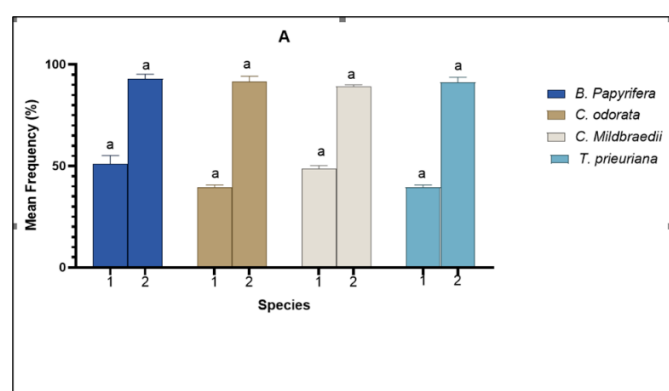 A
Mean Frequency (%)
100
50
0
a a a a a a a a
1 2 1 2 1 2 1 2
Species
B. Papyrifera
C. odorata
C. Mildbraedii
T. prieuriana